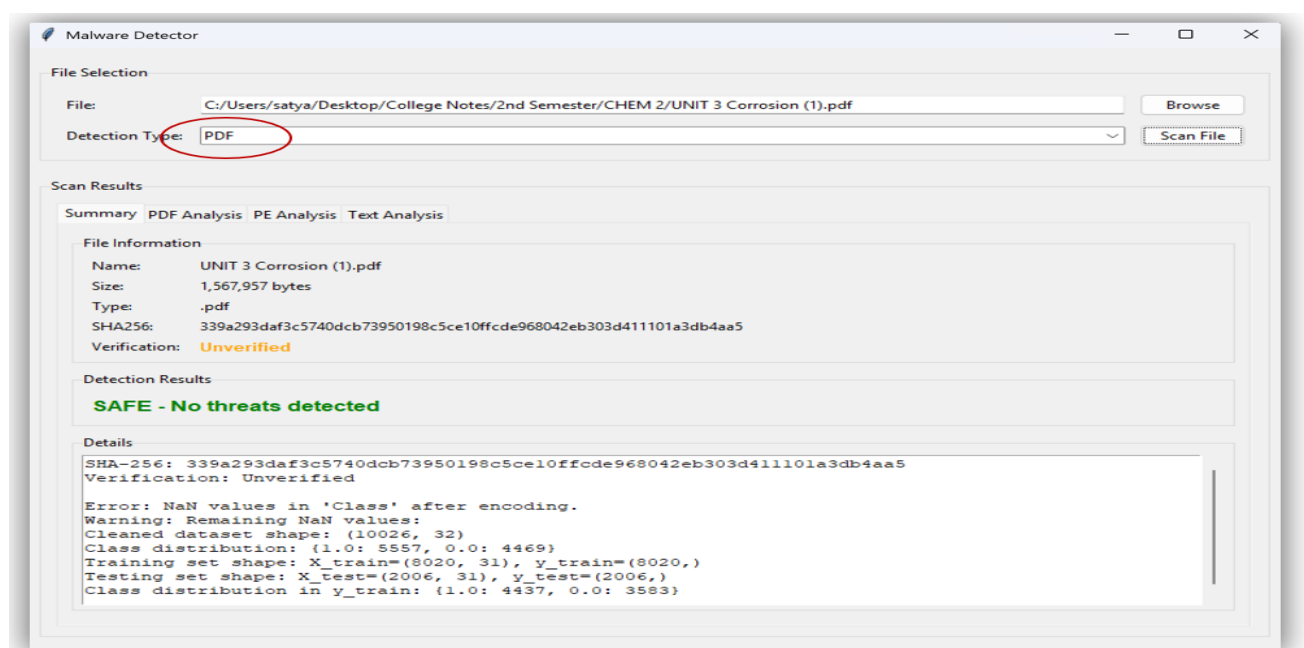 Malware Detector
File Selection
File: C:/Users/satya/Desktop/College Notes/2nd Semester/CHEM 2/UNIT 3 Corrosion (1).pdf Browse
Detection Type: PDF Scan File
Scan Results
Summary PDF Analysis PE Analysis Text Analysis
File Information
Name: UNIT 3 Corrosion (1).pdf
Size: 1,567,957 bytes
Type: .pdf
SHA256: 339a293daf3c5740dcb73950198c5ce10ffcde968042eb303d411101a3db4aa5
Verification: Unverified
Detection Results
SAFE - No threats detected
Details
SHA-256: 339a293daf3c5740dcb73950198c5ce10ffcde968042eb303d411101a3db4aa5
Verification: Unverified
Error: NaN values in 'Class' after encoding.
Warning: Remaining NaN values:
Cleaned dataset shape: (10026, 32)
Class distribution: {1.0: 5557, 0.0: 4469}
Training set shape: X_train=(8020, 31), y_train=(8020,)
Testing set shape: X_test=(2006, 31), y_test=(2006,)
Class distribution in y_train: {1.0: 4437, 0.0: 3583}